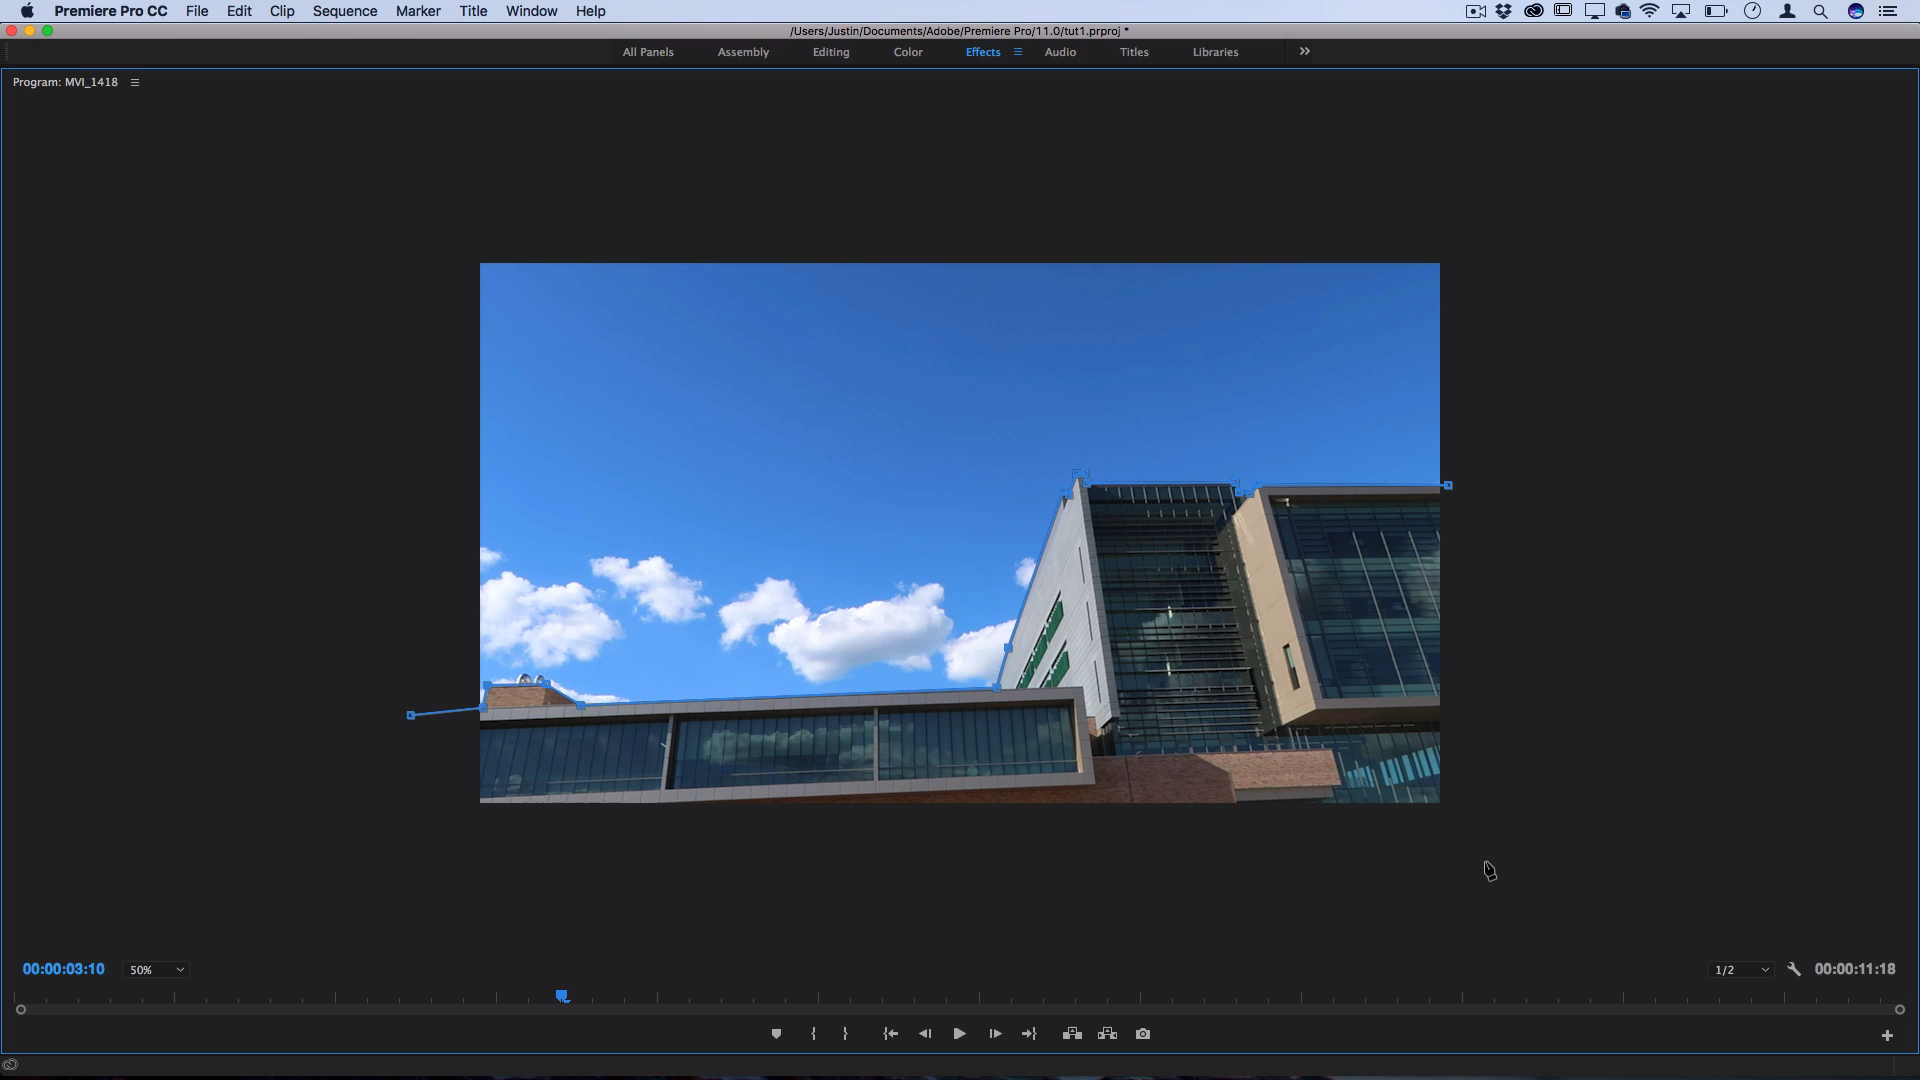 Premiere Pro CC File Edit Clip Sequence Marker Title Window Help
/Users/Justin/Documents/Adobe/Premiere Pro/11.0/tut1.prproj *
All Panels Assembly Editing Color Effects Audio Titles Libraries
Program: MVI_1418
00:00:03:10 50% 1/2 00:00:11:18